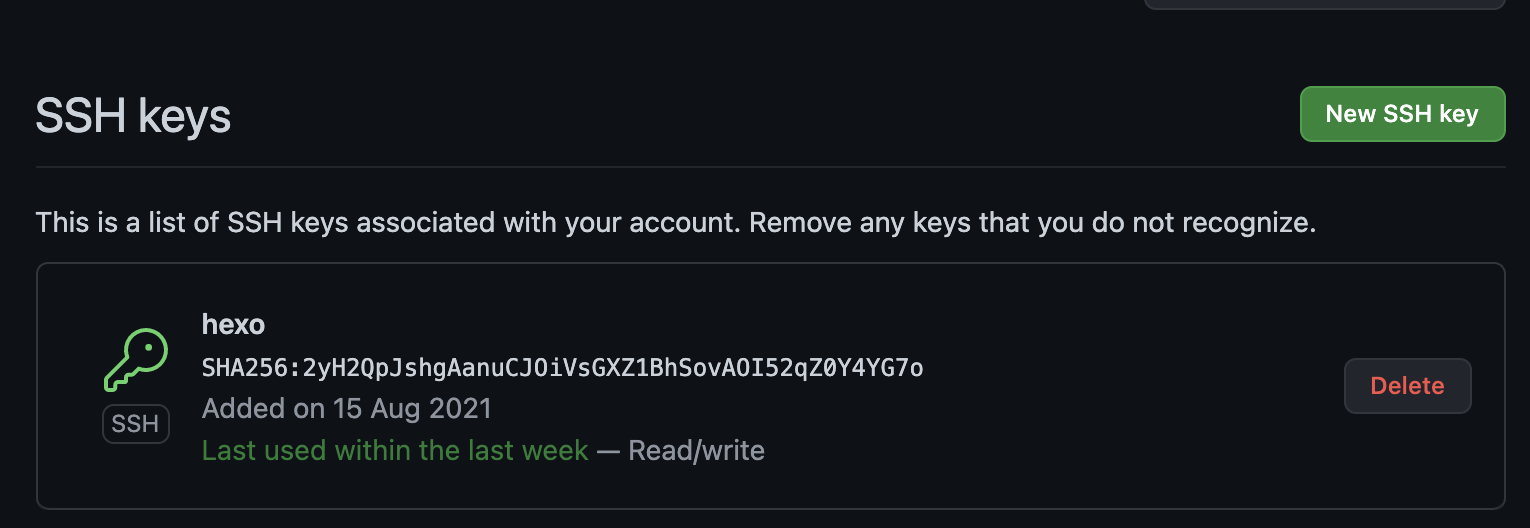 SSH keys
New SSH key
This is a list of SSH keys associated with your account. Remove any keys that you do not recognize.
hexo
SHA256:2yH2QpJshgAanuCJOiVsGXZ1BhSovAOI52qZ0Y4YG7o
Added on 15 Aug 2021
Last used within the last week — Read/write
SSH
Delete